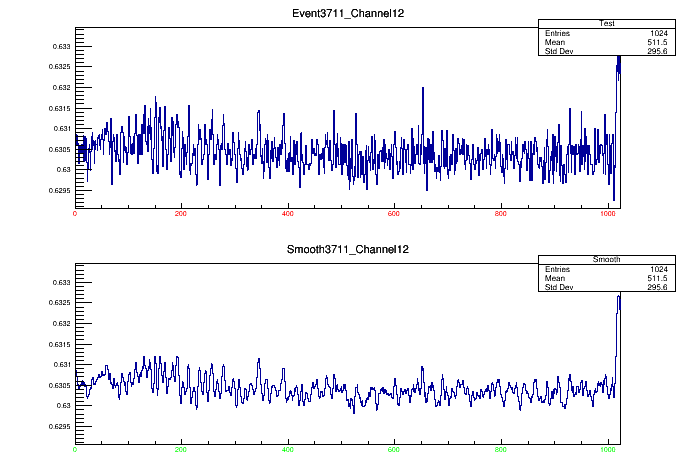 Event3711_Channel12
Test
Entries 1024
Mean 511.5
Std Dev 295.6
0.633
0.6325
0.632
0.6315
0.631
0.6305
0.63
0.6295
0 200 400 600 800 1000
Smooth3711_Channel12
Smooth
Entries 1024
Mean 511.5
Std Dev 295.6
0.633
0.6325
0.632
0.6315
0.631
0.6305
0.63
0.6295
0 200 400 600 800 1000